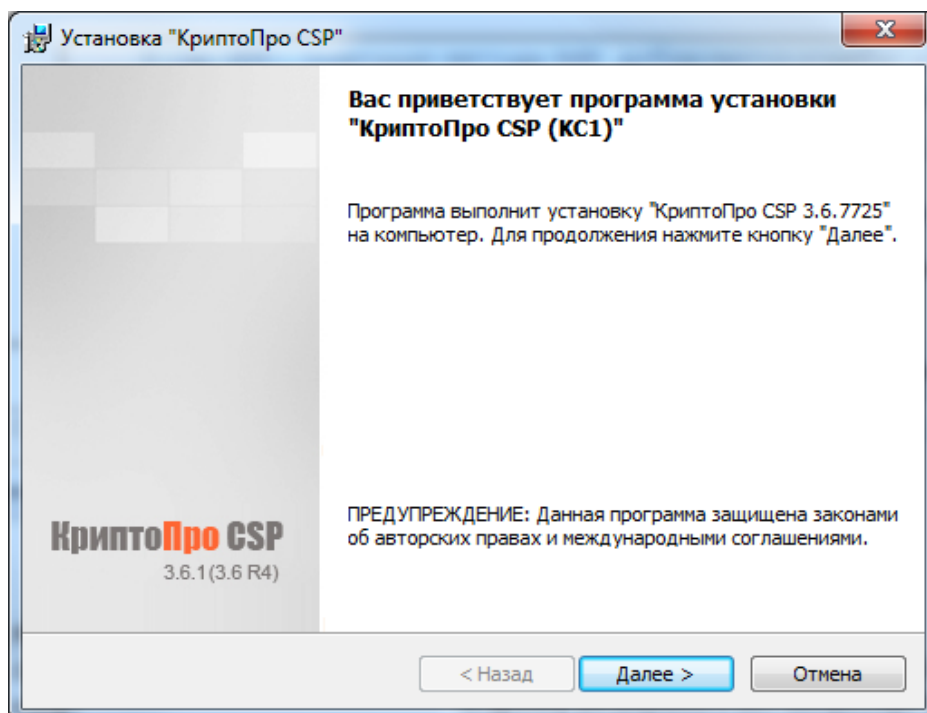 Установка "КриптоПро CSP"
Вас приветствует программа установки
"КриптоПро CSP (KC1)"
Программа выполнит установку "КриптоПро CSP 3.6.7725"
на компьютер. Для продолжения нажмите кнопку "Далее".
ПРЕДУПРЕЖДЕНИЕ: Данная программа защищена законами
об авторских правах и международными соглашениями.
КриптоПро CSP
3.6.1(3.6 R4)
< Назад
Далее >
Отмена